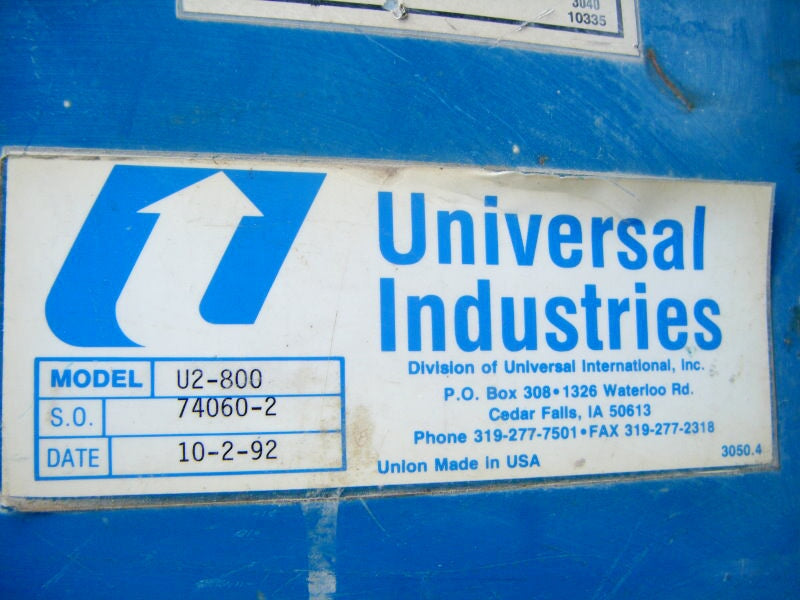 3040
10335
Universal
Industries
Division of Universal International, Inc.
P.O. Box 308•1326 Waterloo Rd.
Cedar Falls, IA 50613
Phone 319-277-7501•FAX 319-277-2318
Union Made in USA
3050.4
MODEL U2-800
S.O. 74060-2
DATE 10-2-92